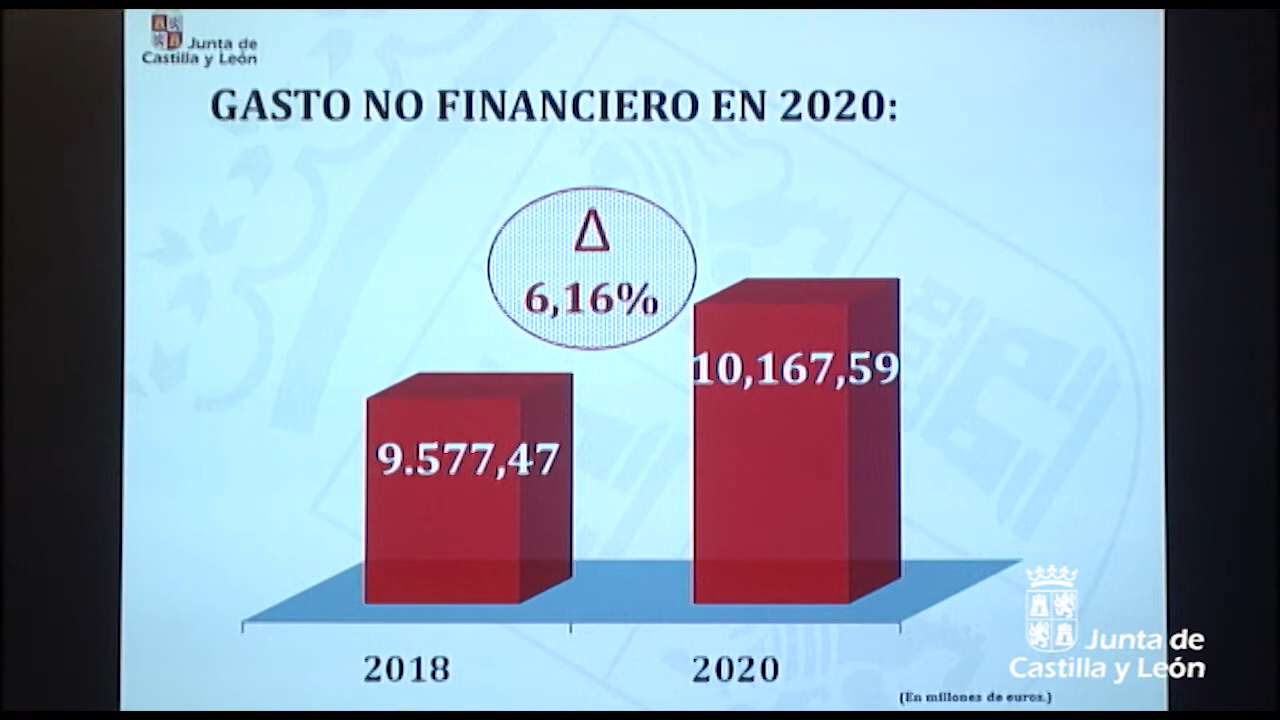 Junta de
Castilla y León
GASTO NO FINANCIERO EN 2020:
Δ
6,16%
10,167,59
9.577,47
2018
2020
(En millones de euros.)
Junta de
Castilla y León